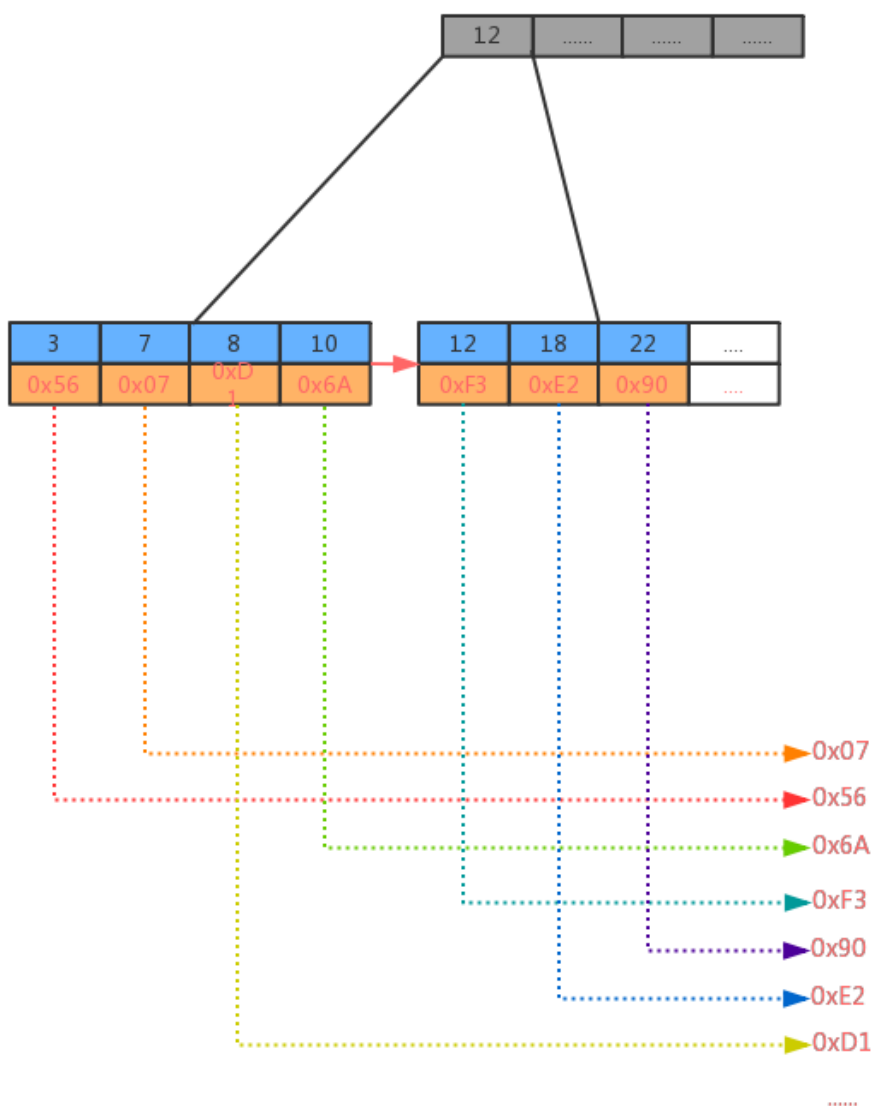 12 ...... ...... ......
3 7 8 10 12 18 22 ....
0x56 0x07 0xD 0x6A 0xF3 0xE2 0x90 ....
1
0x07
0x56
0x6A
0xF3
0x90
0xE2
0xD1
......